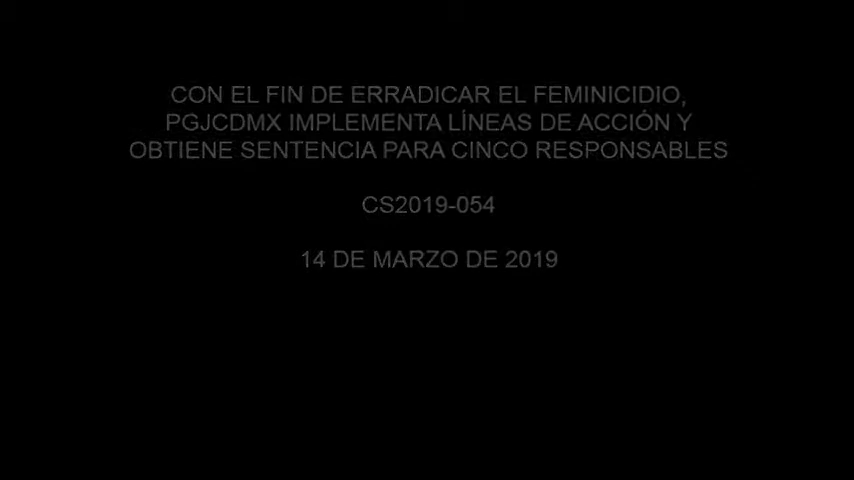 CON EL FIN DE ERRADICAR EL FEMINICIDIO,
PGJCDMX IMPLEMENTA LÍNEAS DE ACCIÓN Y
OBTIENE SENTENCIA PARA CINCO RESPONSABLES
CS2019-054
14 DE MARZO DE 2019